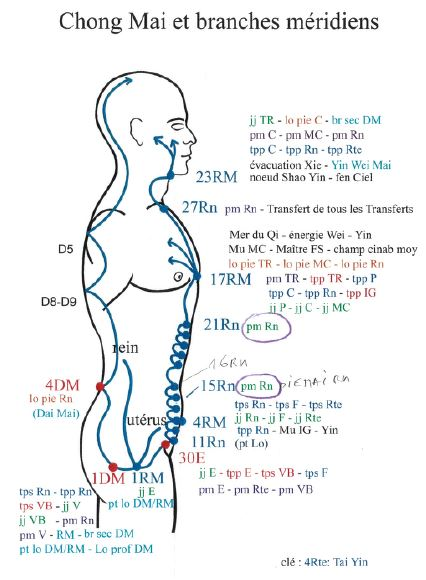 Chong Mai et branches méridiens
jj TR - lo pie C - br sec DM
pm C - pm MC - pm Rn
tpp C - tpp Rn - tpp Rte
évacuation Xie - Yin Wei Mai
noeud Shao Yin - fen Ciel
23RM
27Rn pm Rn - Transfert de tous les Transferts
Mer du Qi - énergie Wei - Yin
Mu MC - Maître FS - champ cinab moy
lo pie TR - lo pie MC - lo pie Rn
D5
17RM
pm TR - tpp TR - tpp P
tpp C - tpp Rn - tpp IG
jj P - jj C - jj MC
D8-D9
21Rn pm Rn
rein
16Rn
4DM
15Rn pm Rn
lo pie Rn
(Dai Mai)
tps Rn - tps F - tps Rte
jj Rn - jj F - jj Rte
utérus
4RM
tpp Rn - Mu IG - Yin
11Rn
(pt Lo)
30E
1DM 1RM
jj E - tpp E - tps VB - tps F
tps Rn - tpp Rn
jj E
pm E - pm Rte - pm VB
tps VB - jj V
pt lo DM/RM
jj VB - pm Rn
pm V - RM - br sec DM
pt lo DM/RM - Lo prof DM
clé : 4Rte: Tai Yin